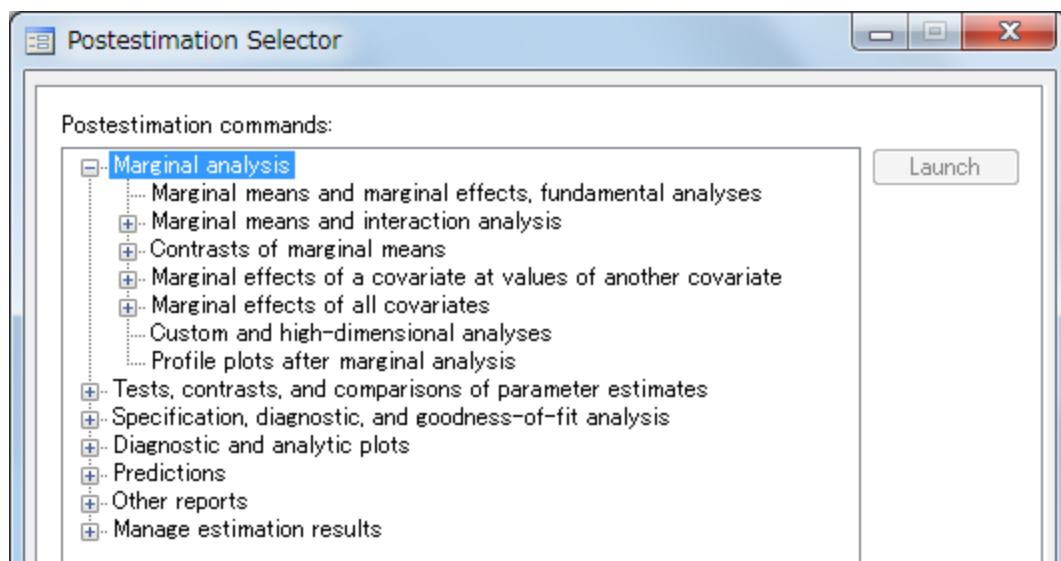 Postestimation Selector
Postestimation commands:
Marginal analysis
Launch
Marginal means and marginal effects, fundamental analyses
Marginal means and interaction analysis
Contrasts of marginal means
Marginal effects of a covariate at values of another covariate
Marginal effects of all covariates
Custom and high-dimensional analyses
Profile plots after marginal analysis
Tests, contrasts, and comparisons of parameter estimates
Specification, diagnostic, and goodness-of-fit analysis
Diagnostic and analytic plots
Predictions
Other reports
Manage estimation results